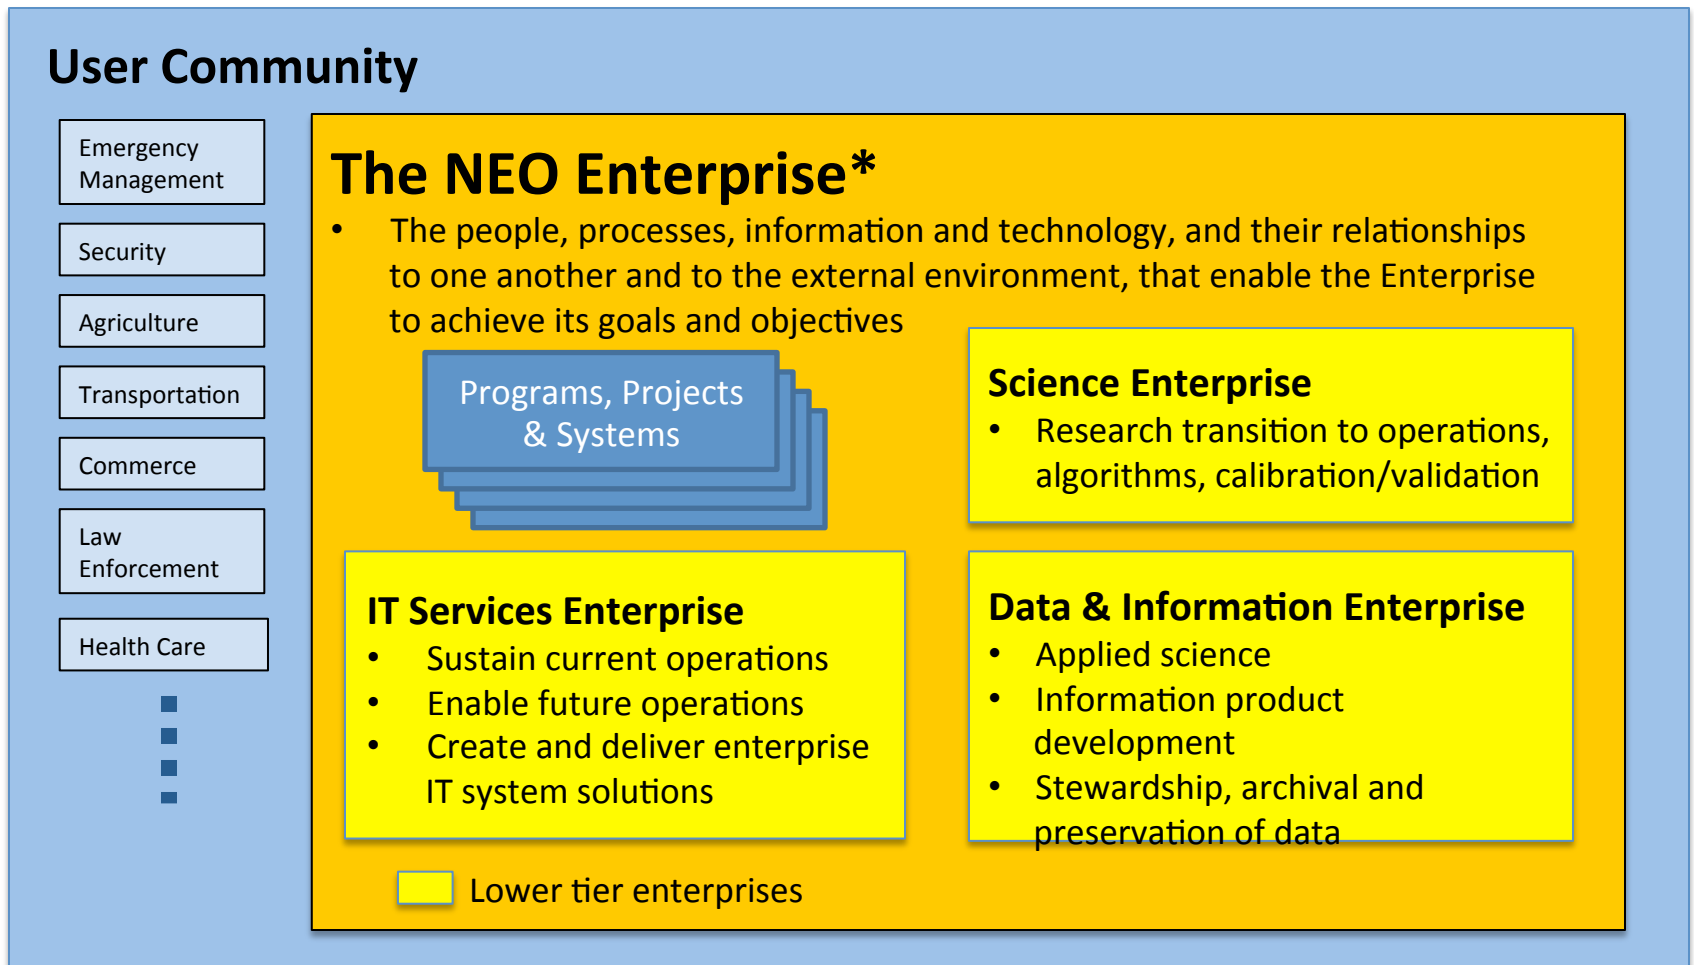 User Community
Emergency
Management
Security
Agriculture
Transportation
Commerce
Law
Enforcement
Health Care
The NEO Enterprise*
• The people, processes, information and technology, and their relationships
to one another and to the external environment, that enable the Enterprise
to achieve its goals and objectives
Programs, Projects
& Systems
Science Enterprise
• Research transition to operations,
algorithms, calibration/validation
IT Services Enterprise
• Sustain current operations
• Enable future operations
• Create and deliver enterprise
IT system solutions
Data & Information Enterprise
• Applied science
• Information product
development
• Stewardship, archival and
preservation of data
Lower tier enterprises